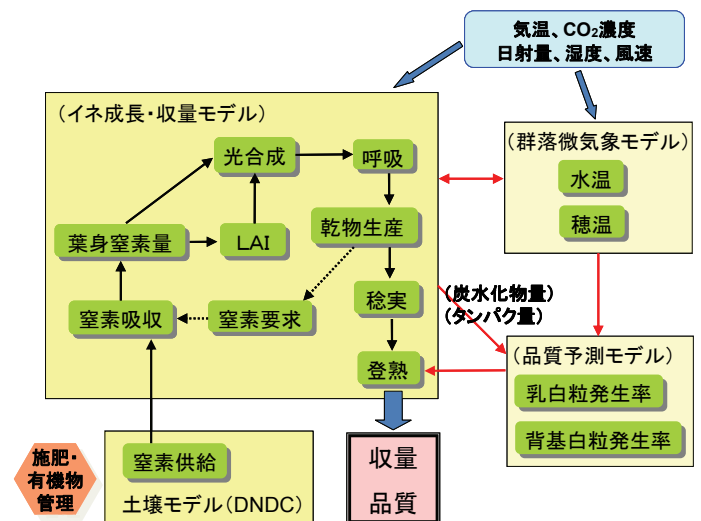 気温、CO₂濃度
日射量、湿度、風速
(イネ成長・収量モデル)
光合成
呼吸
葉身窒素量
LAI
乾物生産
窒素吸収
窒素要求
稔実
登熟
(群落微気象モデル)
水温
穂温
(炭水化物量)
(タンパク量)
(品質予測モデル)
乳白粒発生率
背基白粒発生率
施肥・
有機物
管理
窒素供給
土壌モデル(DNDC)
収量
品質